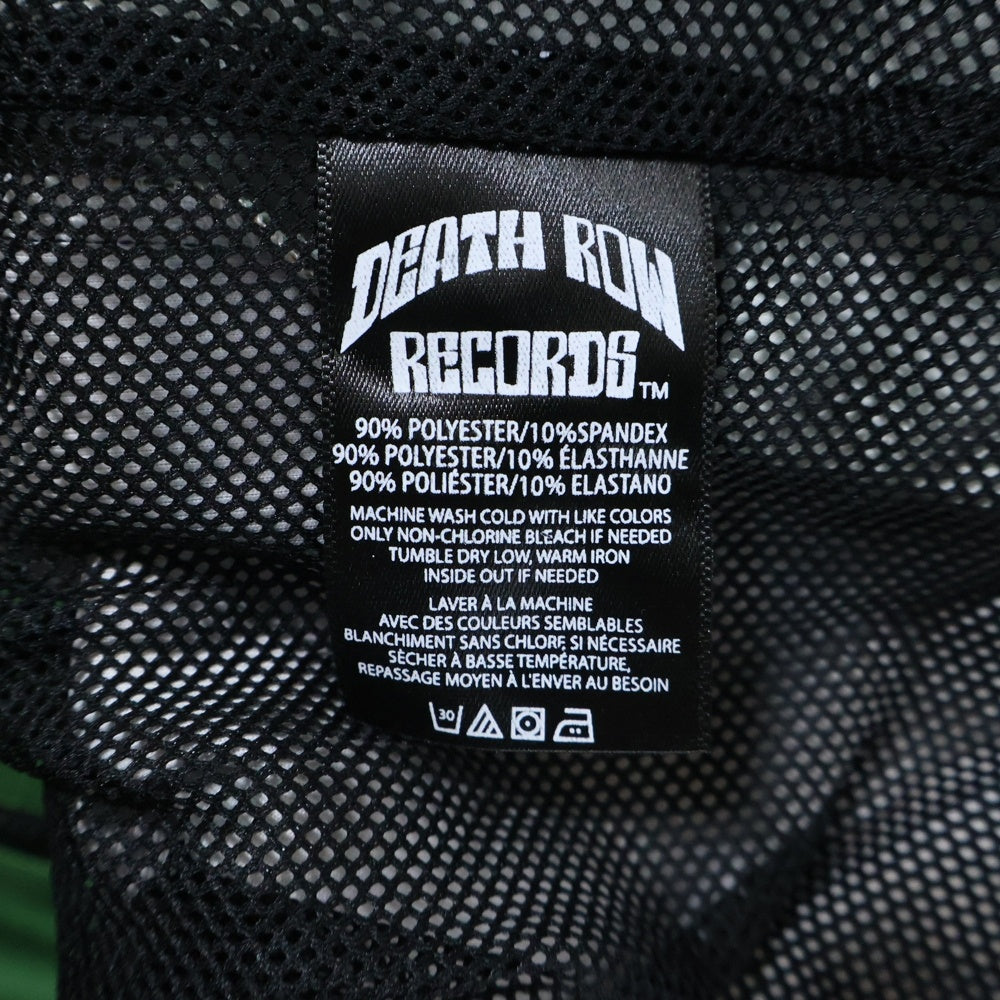 DEATH ROW
RECORDS™
90% POLYESTER/10%SPANDEX
90% POLYESTER/10% ÉLASTHANNE
90% POLIÉSTER/10% ELASTANO
MACHINE WASH COLD WITH LIKE COLORS
ONLY NON-CHLORINE BLEACH IF NEEDED
TUMBLE DRY LOW, WARM IRON
INSIDE OUT IF NEEDED
LAVER À LA MACHINE
AVEC DES COULEURS SEMBLABLES
BLANCHIMENT SANS CHLORE SI NÉCESSAIRE
SÈCHER À BASSE TEMPÉRATURE,
REPASSAGE MOYEN À L'ENVER AU BESOIN
30